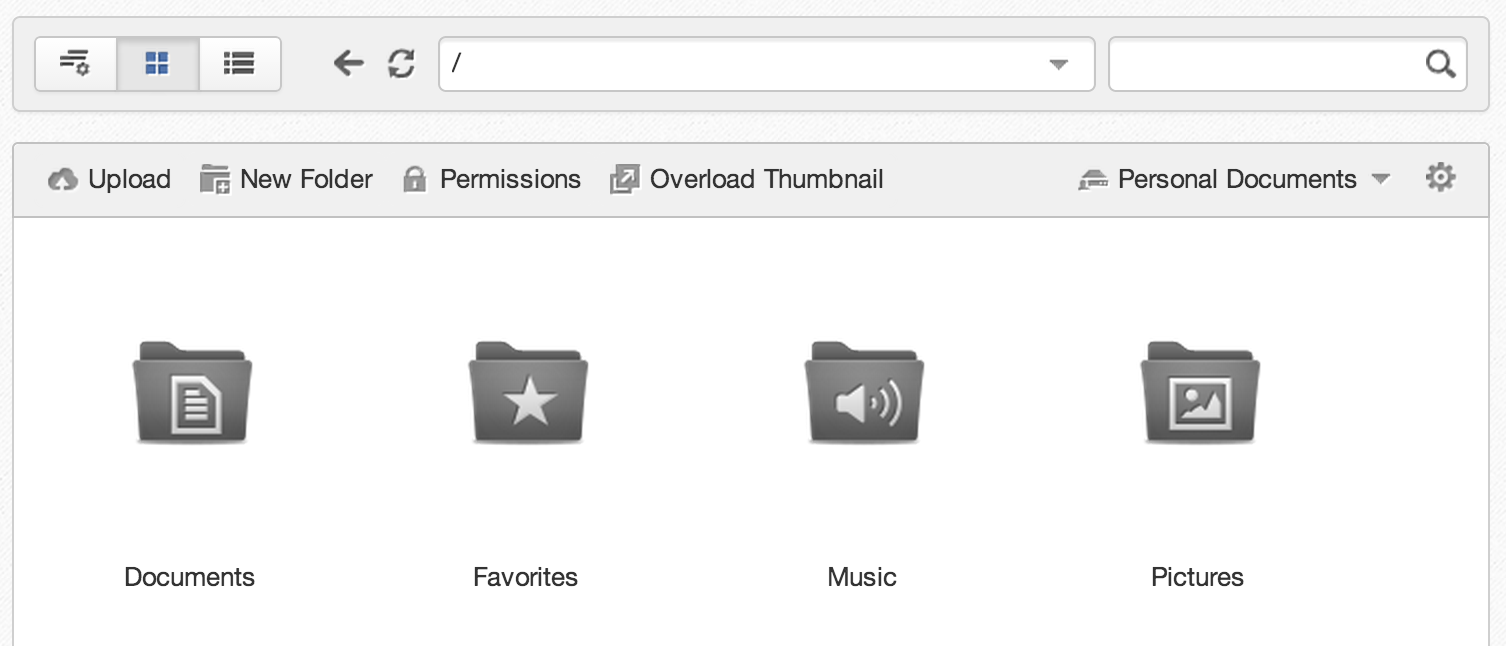 /
Upload New Folder Permissions Overload Thumbnail Personal Documents
Documents Favorites Music Pictures